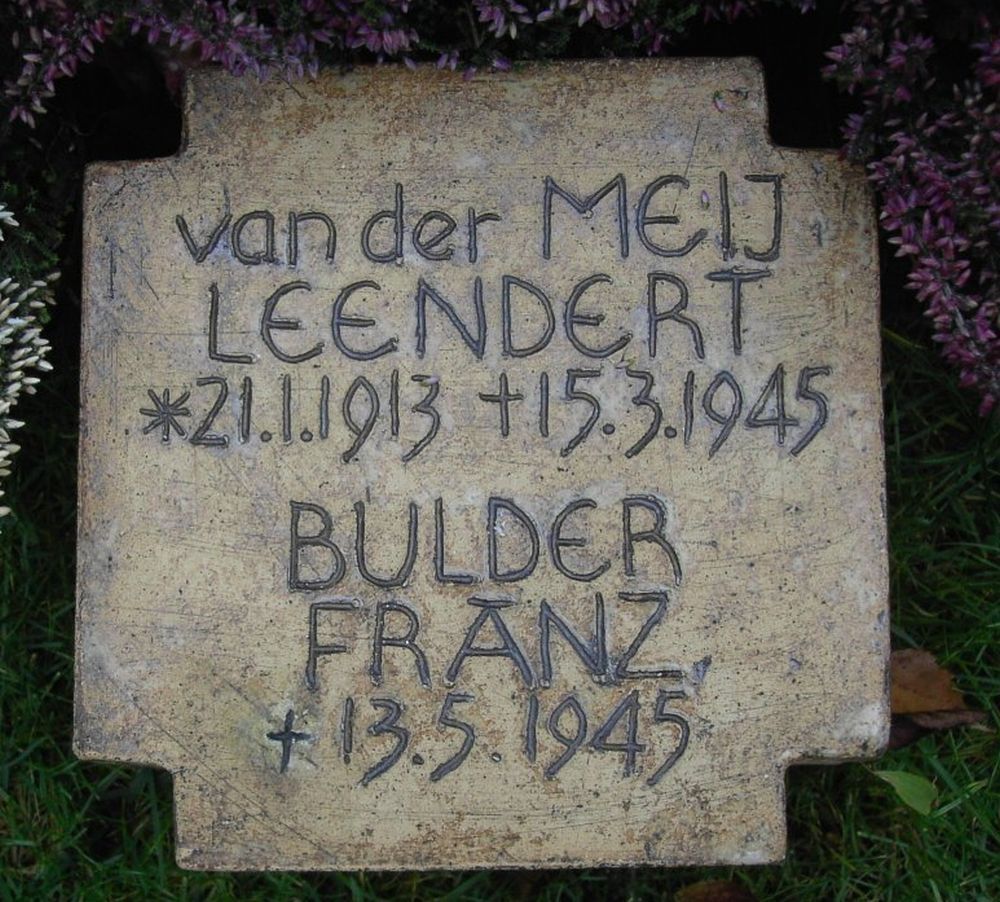 van der MEIJ
LEENDERT
*21.1.1913 †15.3.1945
BULDER
FRANZ
† 13.5.1945